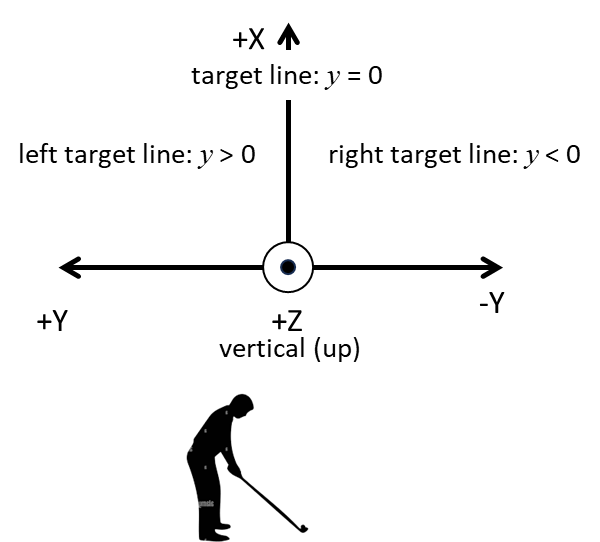 +X
target line: y = 0
left target line: y > 0
right target line: y < 0
+Y
+Z
-Y
vertical (up)